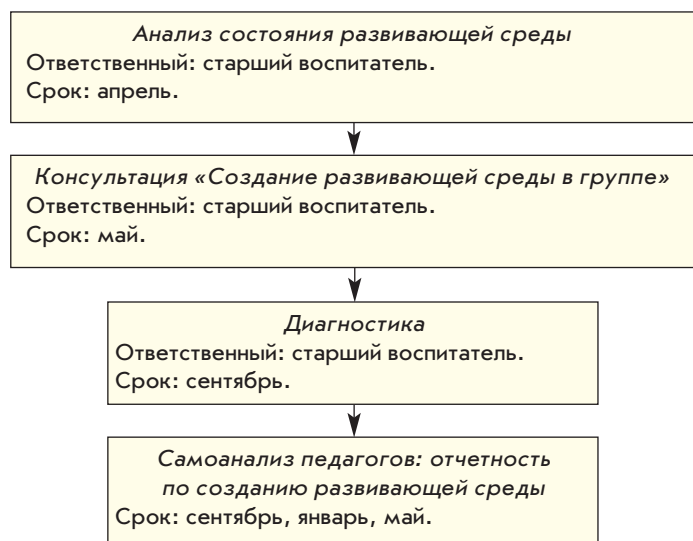 Анализ состояния развивающей среды
Ответственный: старший воспитатель.
Срок: апрель.
Консультация «Создание развивающей среды в группе»
Ответственный: старший воспитатель.
Срок: май.
Диагностика
Ответственный: старший воспитатель.
Срок: сентябрь.
Самоанализ педагогов: отчетность
по созданию развивающей среды
Срок: сентябрь, январь, май.